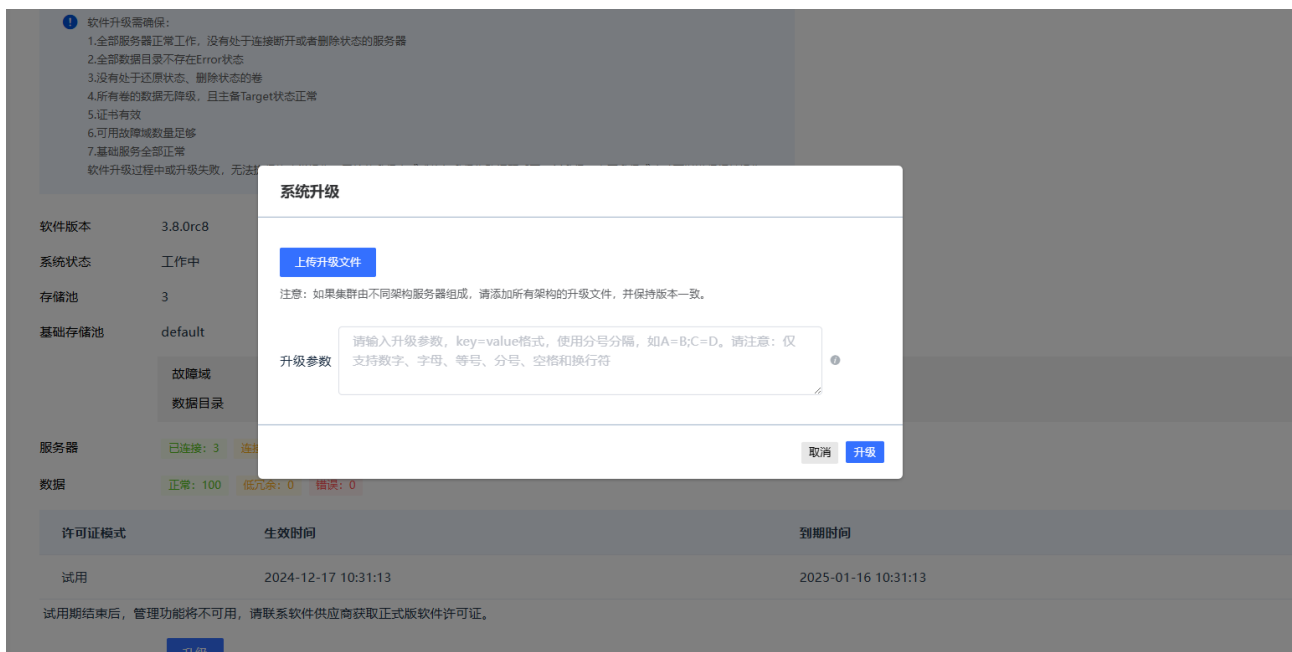 软件升级需确保：
1.全部服务器正常工作，没有处于连接断开或者删除状态的服务器
2.全部数据目录不存在Error状态
3.没有处于还原状态、删除状态的卷
4.所有卷的数据无降级，且主备Target状态正常
5.证书有效
6.可用故障域数量足够
7.基础服务全部正常
软件升级过程中或升级失败，无法
系统升级
软件版本 3.8.0rc8
上传升级文件
系统状态 工作中
注意：如果集群由不同架构服务器组成，请添加所有架构的升级文件，并保持版本一致。
存储池 3
基础存储池 default
请输入升级参数，key=value格式，使用分号分隔，如A=B;C=D。请注意：仅
支持数字、字母、等号、分号、空格和换行符
升级参数
故障域
数据目录
服务器 已连接：3
取消 升级
数据 正常：100 低冗余：0 错误：0
许可证模式 生效时间 到期时间
试用 2024-12-17 10:31:13 2025-01-16 10:31:13
试用期结束后，管理功能将不可用，请联系软件供应商获取正式版软件许可证。
升级